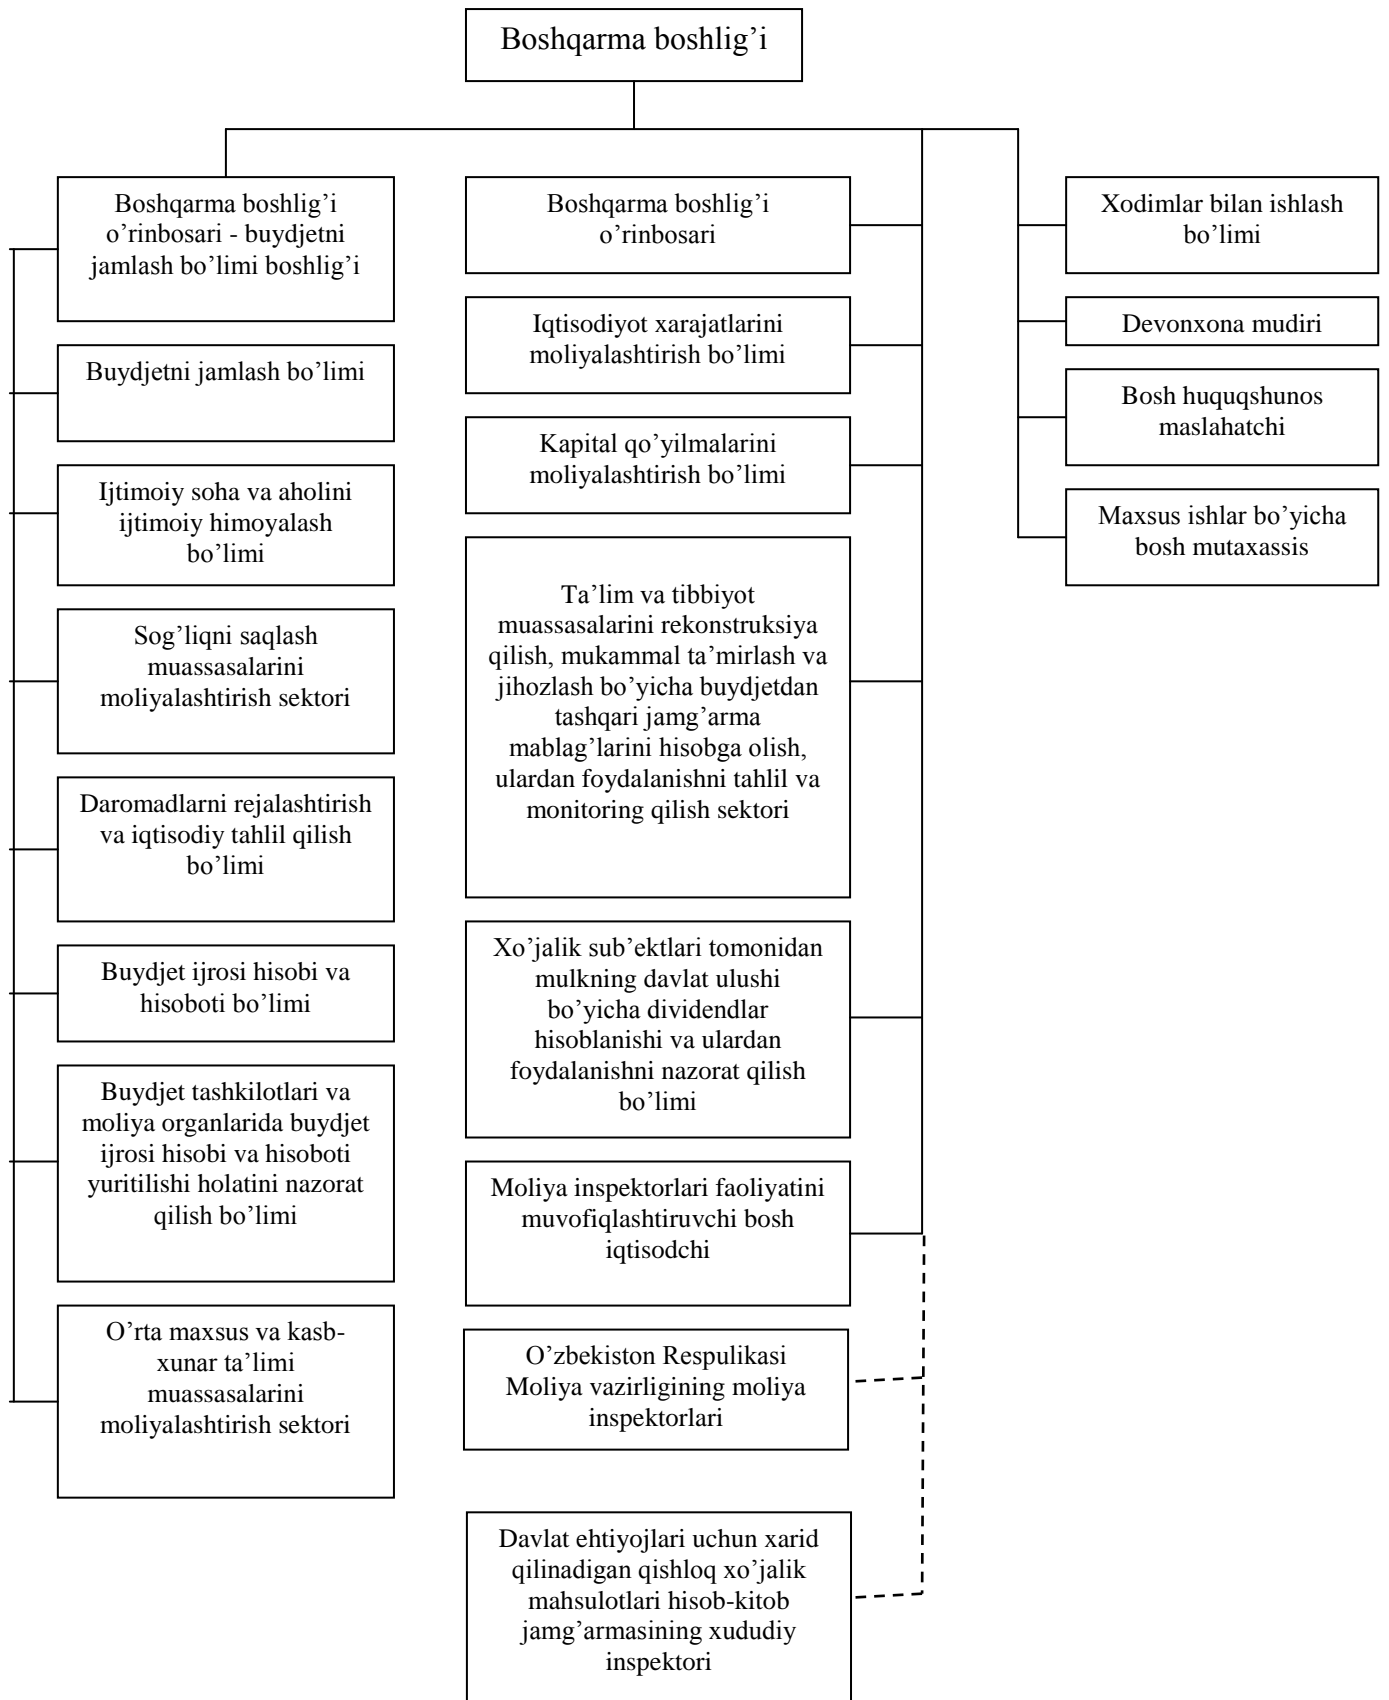 Boshqarma boshlig’i
Boshqarma boshlig’i
o’rinbosari - buydjetni
jamlash bo’limi boshlig’i
Buydjetni jamlash bo’limi
Ijtimoiy soha va aholini
ijtimoiy himoyalash
bo’limi
Sog’liqni saqlash
muassasalarini
moliyalashtirish sektori
Daromadlarni rejalashtirish
va iqtisodiy tahlil qilish
bo’limi
Buydjet ijrosi hisobi va
hisoboti bo’limi
Buydjet tashkilotlari va
moliya organlarida buydjet
ijrosi hisobi va hisoboti
yuritilishi holatini nazorat
qilish bo’limi
O’rta maxsus va kasb-
xunar ta’limi
muassasalarini
moliyalashtirish sektori
Boshqarma boshlig’i
o’rinbosari
Iqtisodiyot xarajatlarini
moliyalashtirish bo’limi
Kapital qo’yilmalarini
moliyalashtirish bo’limi
Ta’lim va tibbiyot
muassasalarini rekonstruksiya
qilish, mukammal ta’mirlash va
jihozlash bo’yicha buydjetdan
tashqari jamg’arma
mablag’larini hisobga olish,
ulardan foydalanishni tahlil va
monitoring qilish sektori
Xo’jalik sub’ektlari tomonidan
mulkning davlat ulushi
bo’yicha dividendlar
hisoblanishi va ulardan
foydalanishni nazorat qilish
bo’limi
Moliya inspektorlari faoliyatini
muvofiqlashtiruvchi bosh
iqtisodchi
O’zbekiston Respulikasi
Moliya vazirligining moliya
inspektorlari
Davlat ehtiyojlari uchun xarid
qilinadigan qishloq xo’jalik
mahsulotlari hisob-kitob
jamg’armasining xududiy
inspektori
Xodimlar bilan ishlash
bo’limi
Devonxona mudiri
Bosh huquqshunos
maslahatchi
Maxsus ishlar bo’yicha
bosh mutaxassis